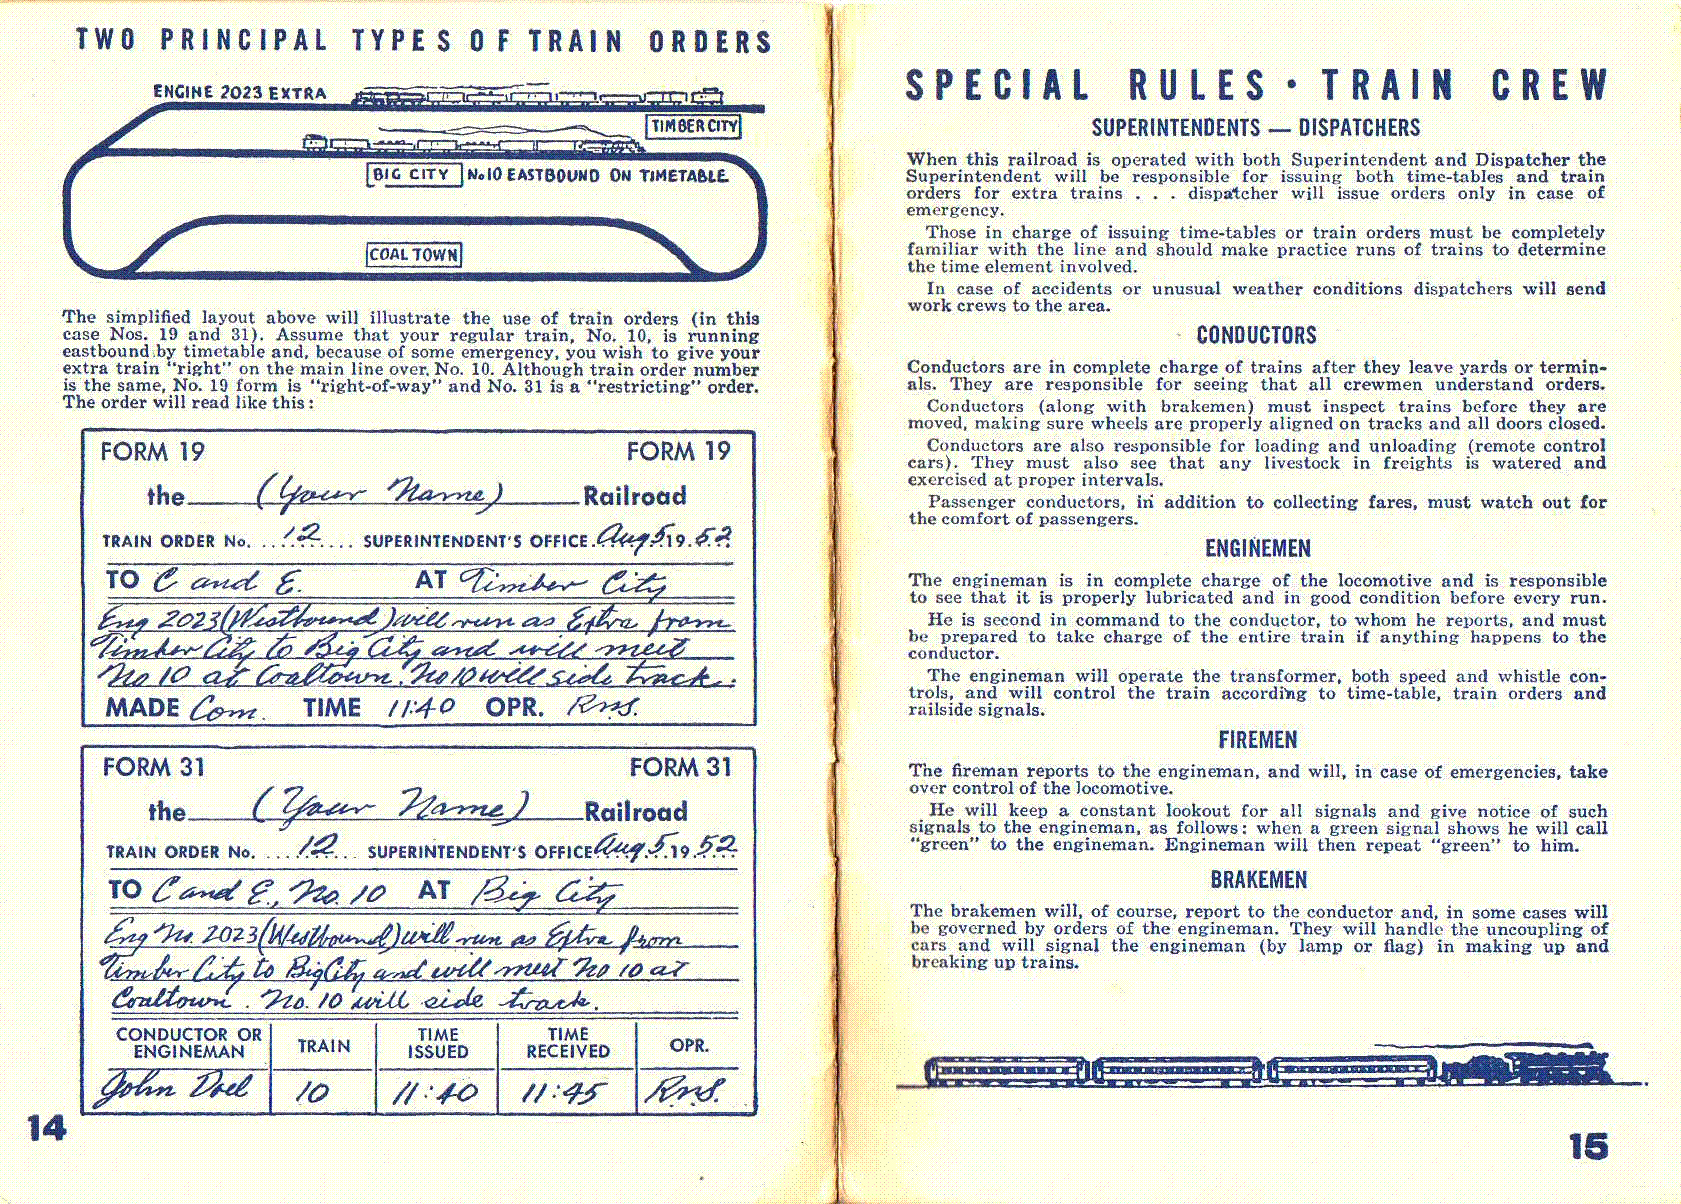 TWO PRINCIPAL TYPES OF TRAIN ORDERS
ENGINE 2023 EXTRA
TIMBER CITY
BIG CITY No 10 EASTBOUND ON TIMETABLE
COAL TOWN
The simplified layout above will illustrate the use of train orders (in this
case Nos. 19 and 31). Assume that your regular train, No. 10, is running
eastbound by timetable and, because of some emergency, you wish to give your
extra train "right" on the main line over No. 10. Although train order number
is the same, No. 19 form is "right-of-way" and No. 31 is a "restricting" order.
The order will read like this:
FORM 19 FORM 19
the (Your Name) Railroad
TRAIN ORDER No. ..12.... SUPERINTENDENT'S OFFICE.Aug 5.19.52
TO C and E. AT Timber City
Eng 2023 (Westbound) will run as Extra from
Timber City to Big City and will meet
No 10 at Coaltown. No 10 will side track.
MADE Com. TIME 11:40 OPR. Rms.
FORM 31 FORM 31
the (Your Name) Railroad
TRAIN ORDER No. ....12... SUPERINTENDENT'S OFFICE Aug 5.19.52
TO C and E., No. 10 AT Big City
Eng No. 2023 (Westbound) will run as Extra from
Timber City to Big City and will meet No 10 at
Coaltown. No. 10 will side track.
CONDUCTOR OR ENGINEMAN TRAIN TIME ISSUED TIME RECEIVED OPR.
John Doel 10 11:40 11:45 Rms.
14
SPECIAL RULES • TRAIN CREW
SUPERINTENDENTS — DISPATCHERS
When this railroad is operated with both Superintendent and Dispatcher the
Superintendent will be responsible for issuing both time-tables and train
orders for extra trains . . . dispatcher will issue orders only in case of
emergency.
Those in charge of issuing time-tables or train orders must be completely
familiar with the line and should make practice runs of trains to determine
the time element involved.
In case of accidents or unusual weather conditions dispatchers will send
work crews to the area.
CONDUCTORS
Conductors are in complete charge of trains after they leave yards or termin-
als. They are responsible for seeing that all crewmen understand orders.
Conductors (along with brakemen) must inspect trains before they are
moved, making sure wheels are properly aligned on tracks and all doors closed.
Conductors are also responsible for loading and unloading (remote control
cars). They must also see that any livestock in freights is watered and
exercised at proper intervals.
Passenger conductors, in addition to collecting fares, must watch out for
the comfort of passengers.
ENGINEMEN
The engineman is in complete charge of the locomotive and is responsible
to see that it is properly lubricated and in good condition before every run.
He is second in command to the conductor, to whom he reports, and must
be prepared to take charge of the entire train if anything happens to the
conductor.
The engineman will operate the transformer, both speed and whistle con-
trols, and will control the train according to time-table, train orders and
railside signals.
FIREMEN
The fireman reports to the engineman, and will, in case of emergencies, take
over control of the locomotive.
He will keep a constant lookout for all signals and give notice of such
signals to the engineman, as follows: when a green signal shows he will call
"green" to the engineman. Engineman will then repeat "green" to him.
BRAKEMEN
The brakemen will, of course, report to the conductor and, in some cases will
be governed by orders of the engineman. They will handle the uncoupling of
cars and will signal the engineman (by lamp or flag) in making up and
breaking up trains.
15